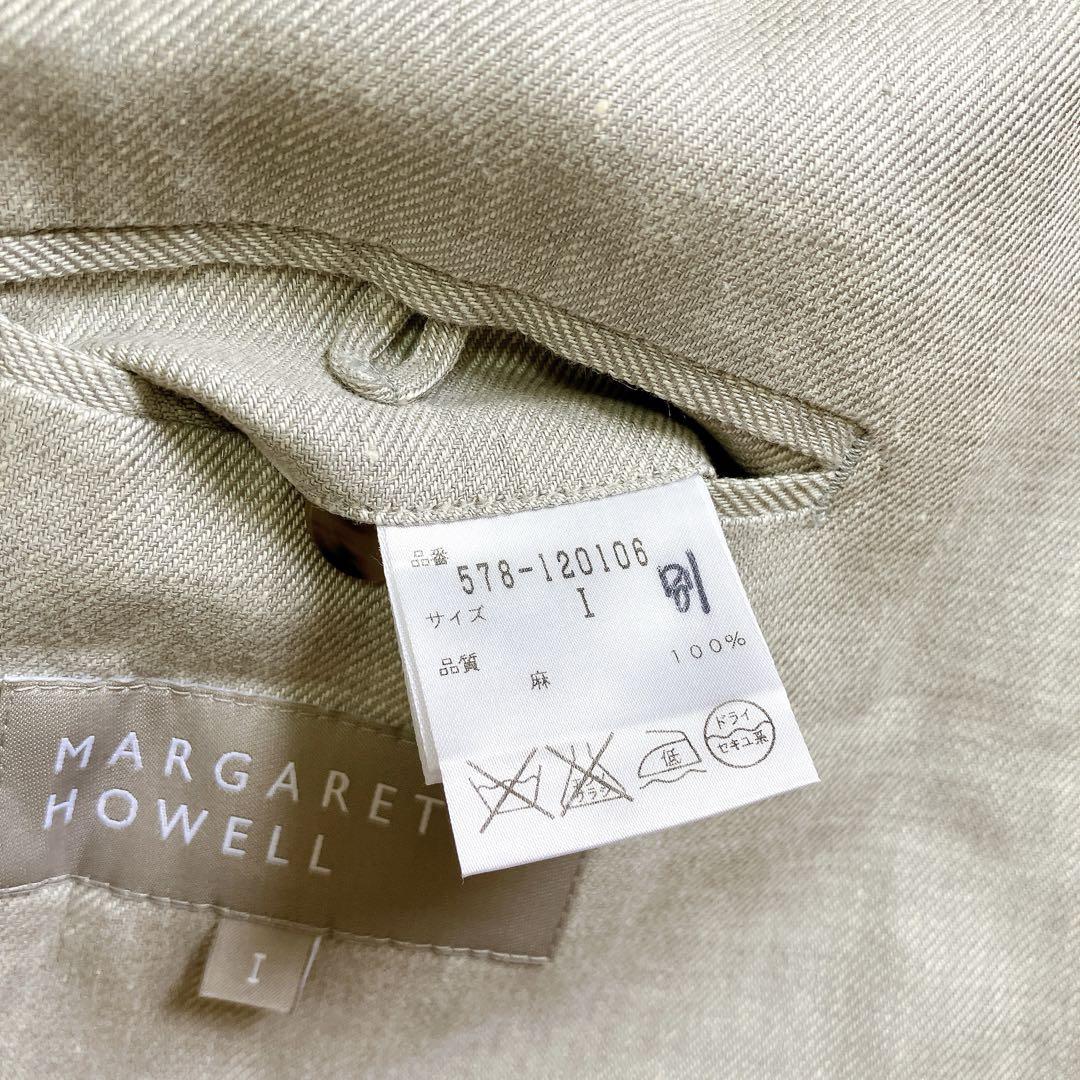 品番 578-120106
サイズ I
品質 麻 100%
ドライ
セキユ系
低
MARGARET
HOWELL
I